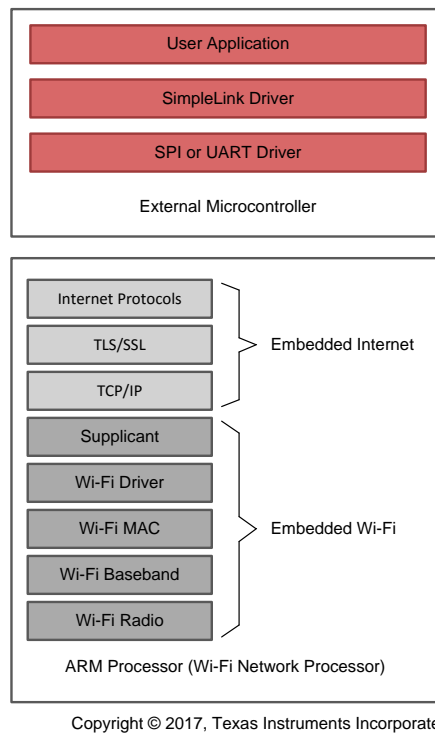 User Application
SimpleLink Driver
SPI or UART Driver
External Microcontroller
Internet Protocols
TLS/SSL
TCP/IP
Embedded Internet
Supplicant
Wi-Fi Driver
Wi-Fi MAC
Wi-Fi Baseband
Wi-Fi Radio
Embedded Wi-Fi
ARM Processor (Wi-Fi Network Processor)
Copyright © 2017, Texas Instruments Incorporate